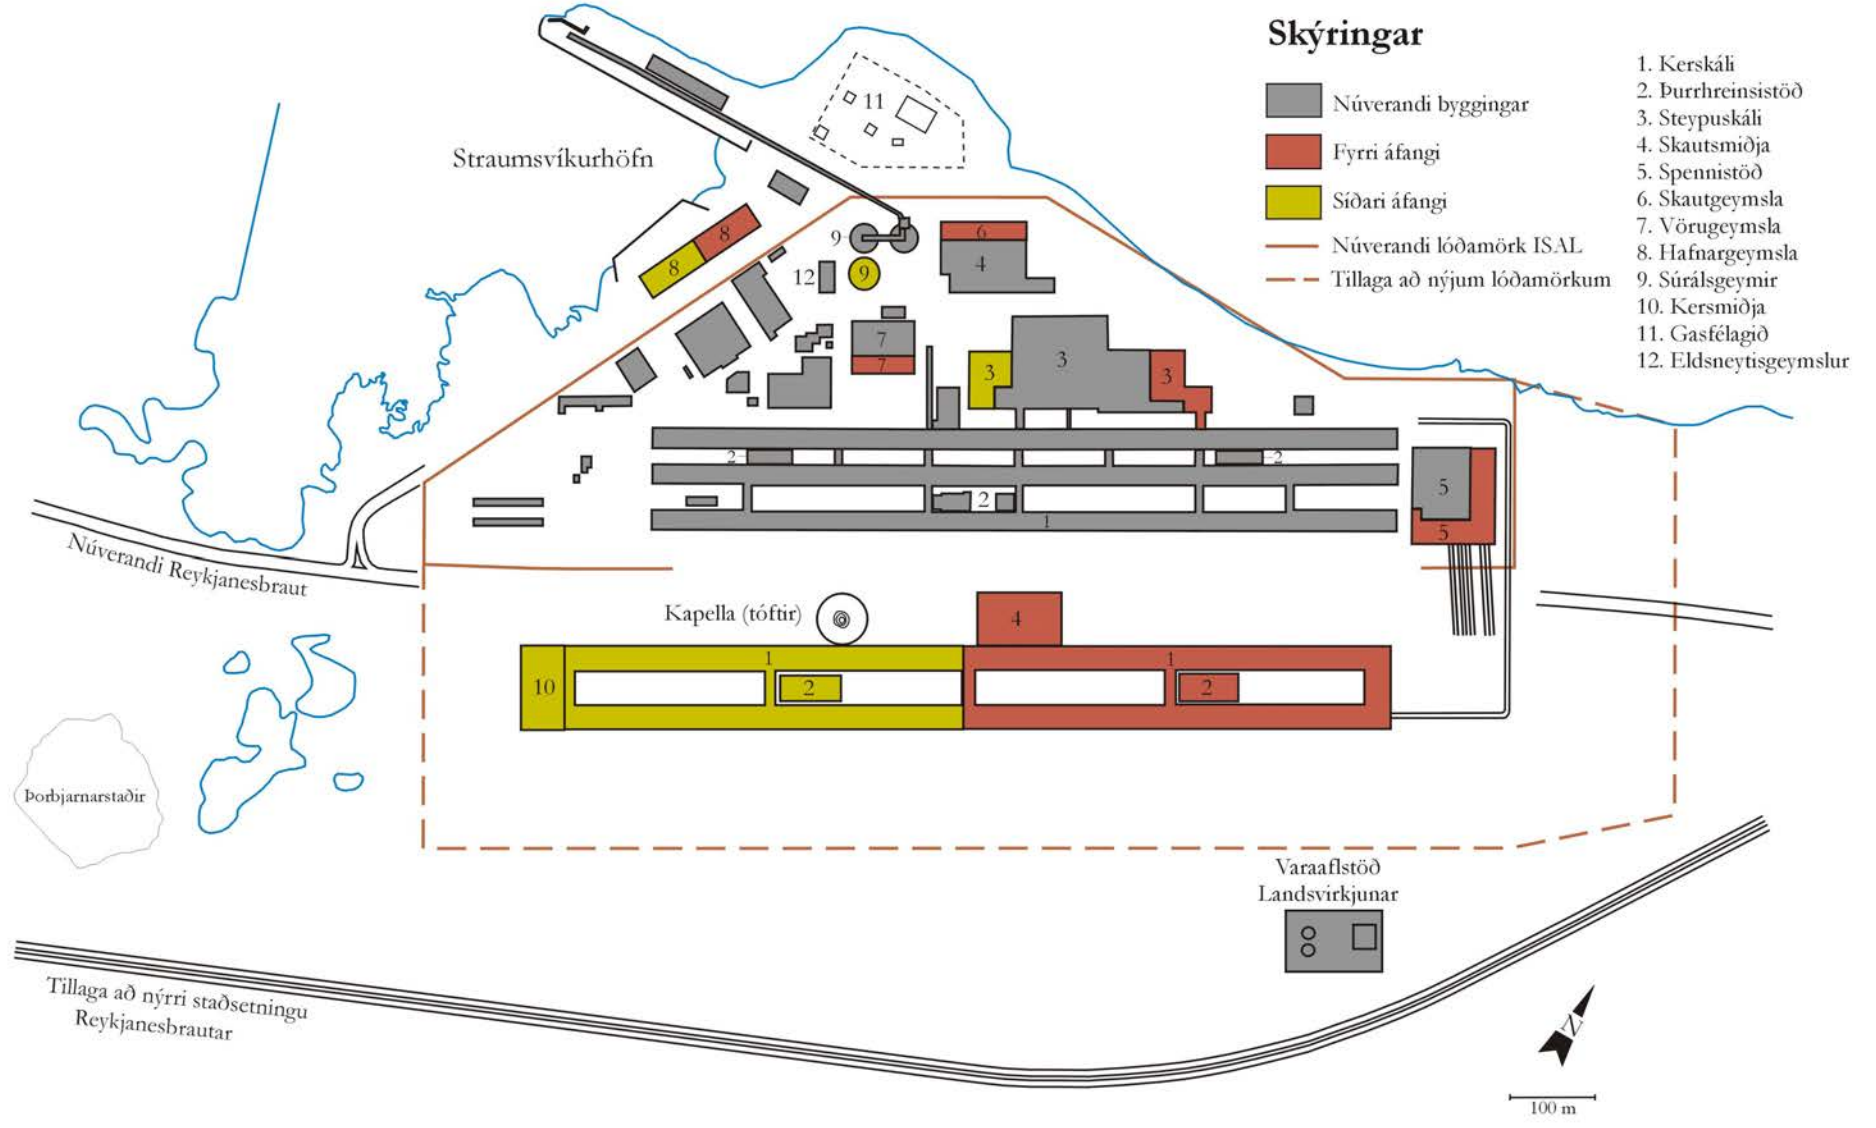 Skýringar
Núverandi byggingar
Fyrri áfangi
Síðari áfangi
Núverandi lóðamörk ISAL
Tillaga að nýjum lóðamörkum
1. Kerskáli
2. Þurrhreinsistöð
3. Steypuskáli
4. Skautsmiðja
5. Spennistöð
6. Skautgeymsla
7. Vörugeymsla
8. Hafnargeymsla
9. Súrálsgeymir
10. Kersmiðja
11. Gasfélagið
12. Eldsneytisgeymslur
11
Straumsvíkurhöfn
8
8
9
6
4
12
9
7
7
3
3
3
2
2
2
1
5
5
Núverandi Reykjanesbraut
Kapella (tóftir)
4
1
1
10
2
2
Þorbjarnarstaðir
Varaaflstöð
Landsvirkjunar
Tillaga að nýrri staðsetningu
Reykjanesbrautar
N
100 m